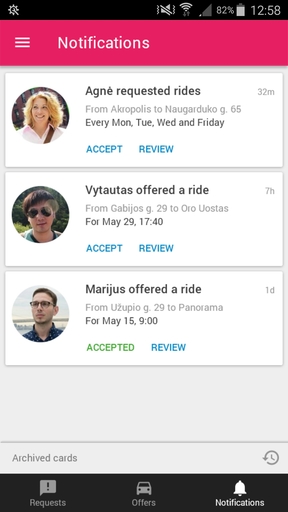 82% 12:58
Notifications
Agnė requested rides 32m
From Akropolis to Naugarduko g. 65
Every Mon, Tue, Wed and Friday
ACCEPT REVIEW
Vytautas offered a ride 7h
From Gabijos g. 29 to Oro Uostas
For May 29, 17:40
ACCEPT REVIEW
Marijus offered a ride 1d
From Užupio g. 29 to Panorama
For May 15, 9:00
ACCEPTED REVIEW
Archived cards
Requests Offers Notifications